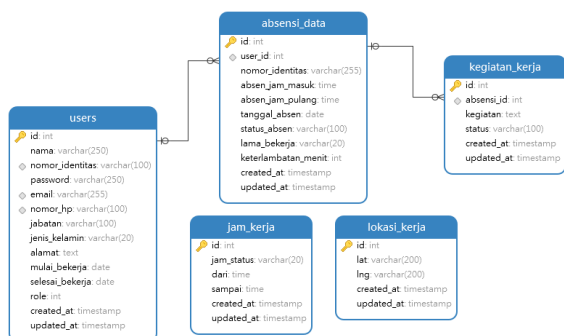 absensi_data
id: int
user_id: int
nomor_identitas: varchar(255)
absen_jam_masuk: time
absen_jam_pulang: time
tanggal_absen: date
status_absen: varchar(100)
lama_bekerja: varchar(20)
keterlambatan_menit: int
created_at: timestamp
updated_at: timestamp
kegiatan_kerja
id: int
absensi_id: int
kegiatan: text
status: varchar(100)
created_at: timestamp
updated_at: timestamp
users
id: int
nama: varchar(250)
nomor_identitas: varchar(100)
password: varchar(250)
email: varchar(255)
nomor_hp: varchar(100)
jabatan: varchar(100)
jenis_kelamin: varchar(20)
alamat: text
mulai_bekerja: date
selesai_bekerja: date
role: int
created_at: timestamp
updated_at: timestamp
jam_kerja
id: int
jam_status: varchar(20)
dari: time
sampai: time
created_at: timestamp
updated_at: timestamp
lokasi_kerja
id: int
lat: varchar(200)
lng: varchar(200)
created_at: timestamp
updated_at: timestamp